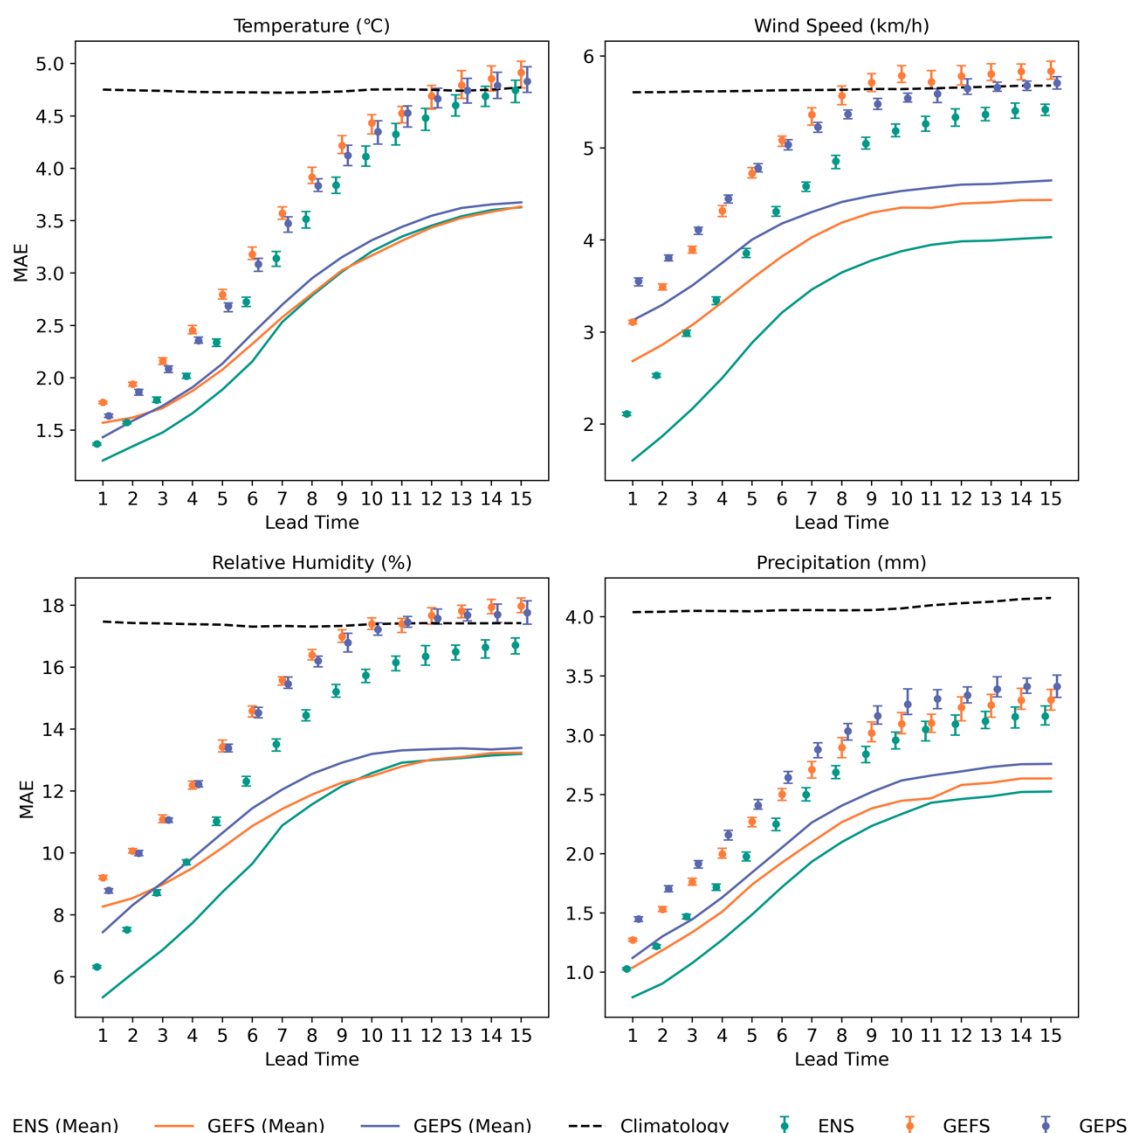 Temperature (℃)
5.0
4.5
4.0
3.5
3.0
2.5
2.0
1.5
MAE
1 2 3 4 5 6 7 8 9 10 11 12 13 14 15
Lead Time
Wind Speed (km/h)
6
5
4
3
2
1 2 3 4 5 6 7 8 9 10 11 12 13 14 15
Lead Time
Relative Humidity (%)
18
16
14
12
10
8
6
MAE
1 2 3 4 5 6 7 8 9 10 11 12 13 14 15
Lead Time
Precipitation (mm)
4.0
3.5
3.0
2.5
2.0
1.5
1.0
1 2 3 4 5 6 7 8 9 10 11 12 13 14 15
Lead Time
ENS (Mean) GEFS (Mean) GEPS (Mean) Climatology ENS GEFS GEPS